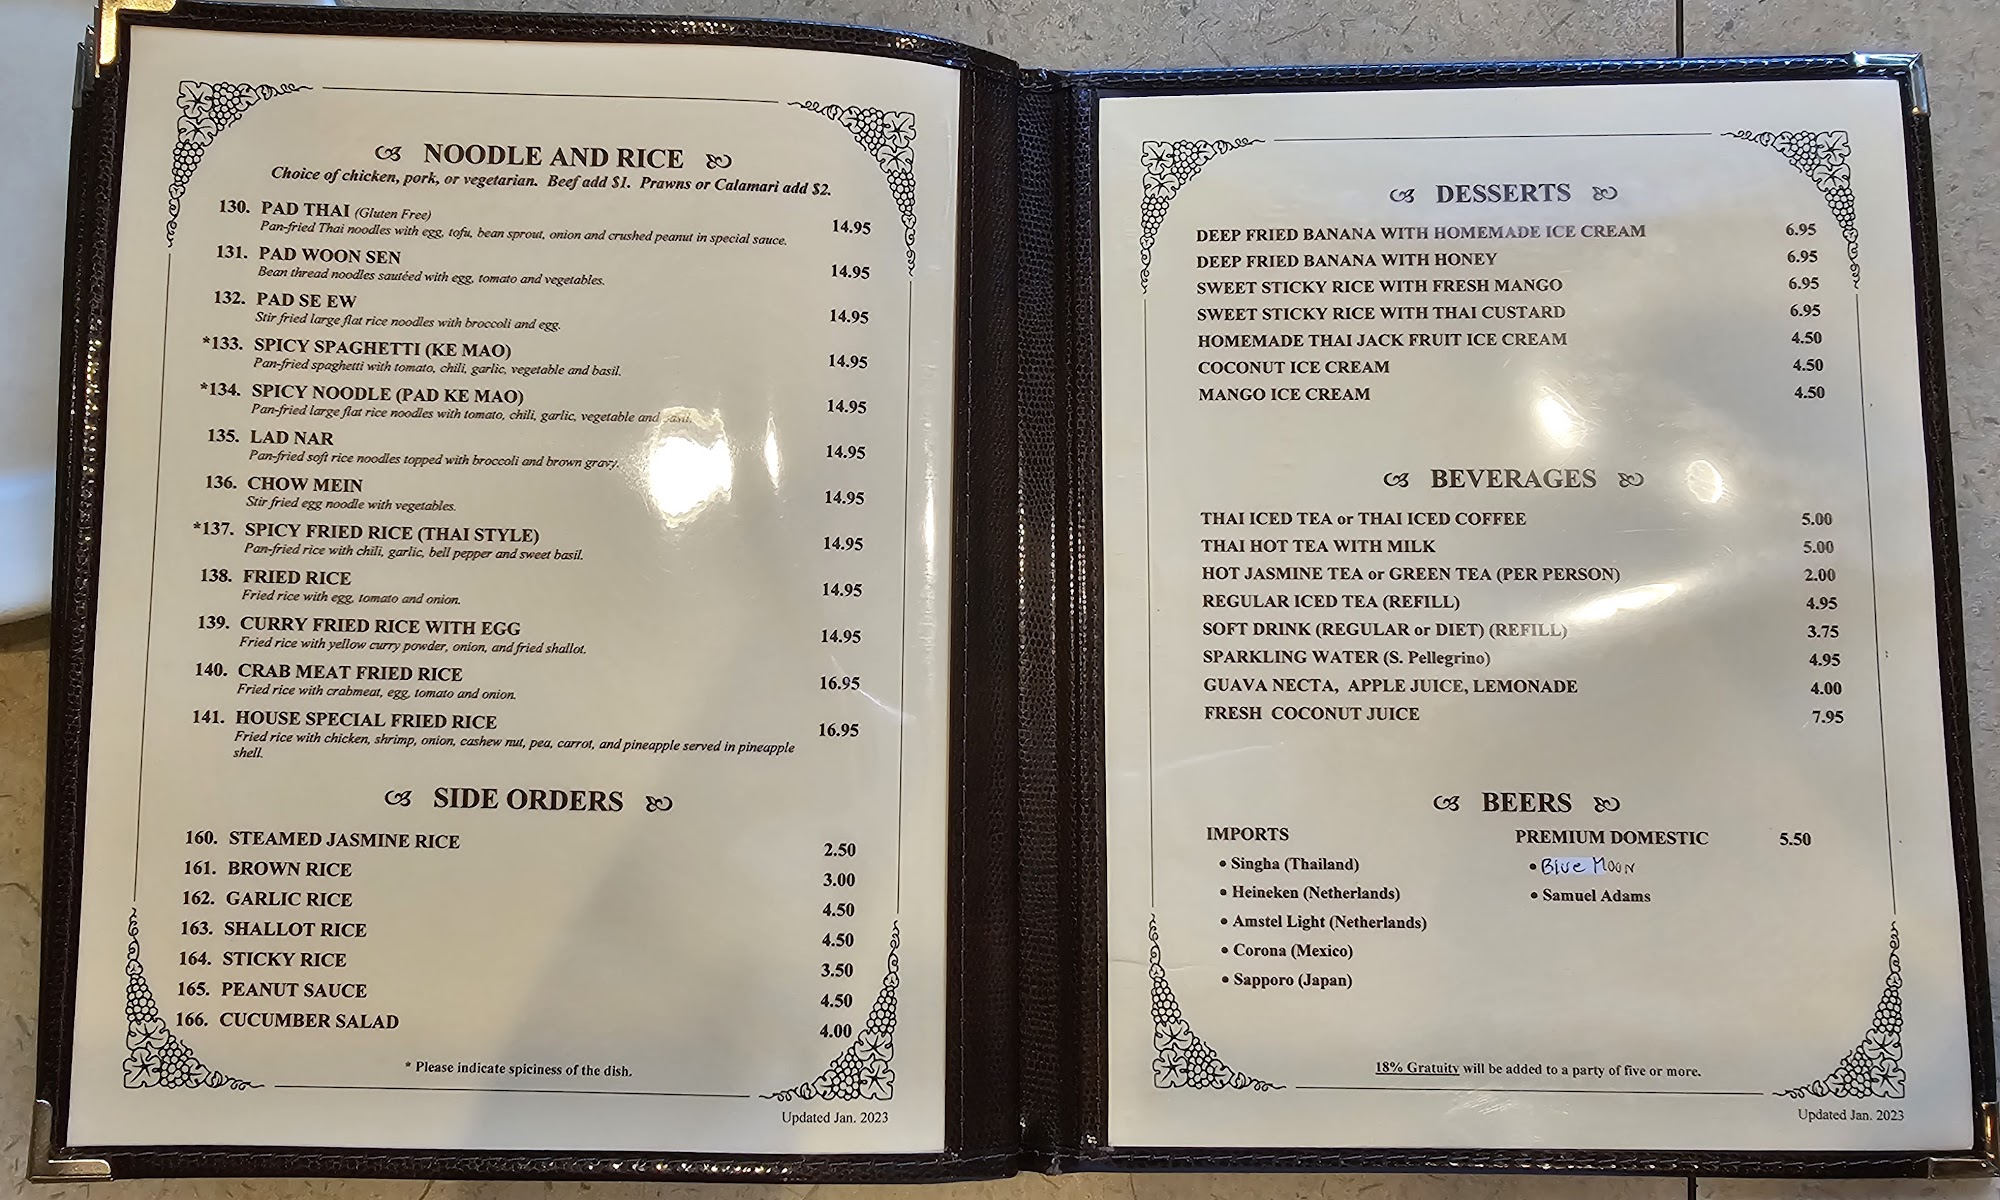 NOODLE AND RICE
Choice of chicken, pork, or vegetarian. Beef add $1. Prawns or Calamari add $2.
130. PAD THAI (Gluten Free) 14.95
Pan-fried Thai noodles with egg, tofu, bean sprout, onion and crushed peanut in special sauce.
131. PAD WOON SEN 14.95
Bean thread noodles sautéed with egg, tomato and vegetables.
132. PAD SE EW 14.95
Stir fried large flat rice noodles with broccoli and egg.
*133. SPICY SPAGHETTI (KE MAO) 14.95
Pan-fried spaghetti with tomato, chili, garlic, vegetable and basil.
*134. SPICY NOODLE (PAD KE MAO) 14.95
Pan-fried large flat rice noodles with tomato, chili, garlic, vegetable and basil.
135. LAD NAR 14.95
Pan-fried soft rice noodles topped with broccoli and brown gravy.
136. CHOW MEIN 14.95
Stir fried egg noodle with vegetables.
*137. SPICY FRIED RICE (THAI STYLE) 14.95
Pan-fried rice with chili, garlic, bell pepper and sweet basil.
138. FRIED RICE 14.95
Fried rice with egg, tomato and onion.
139. CURRY FRIED RICE WITH EGG 14.95
Fried rice with yellow curry powder, onion, and fried shallot.
140. CRAB MEAT FRIED RICE 16.95
Fried rice with crabmeat, egg, tomato and onion.
141. HOUSE SPECIAL FRIED RICE 16.95
Fried rice with chicken, shrimp, onion, cashew nut, pea, carrot, and pineapple served in pineapple
shell.
SIDE ORDERS
160. STEAMED JASMINE RICE 2.50
161. BROWN RICE 3.00
162. GARLIC RICE 4.50
163. SHALLOT RICE 4.50
164. STICKY RICE 3.50
165. PEANUT SAUCE 4.50
166. CUCUMBER SALAD 4.00
* Please indicate spiciness of the dish.
Updated Jan. 2023
DESSERTS
DEEP FRIED BANANA WITH HOMEMADE ICE CREAM 6.95
DEEP FRIED BANANA WITH HONEY 6.95
SWEET STICKY RICE WITH FRESH MANGO 6.95
SWEET STICKY RICE WITH THAI CUSTARD 6.95
HOMEMADE THAI JACK FRUIT ICE CREAM 4.50
COCONUT ICE CREAM 4.50
MANGO ICE CREAM 4.50
BEVERAGES
THAI ICED TEA or THAI ICED COFFEE 5.00
THAI HOT TEA WITH MILK 5.00
HOT JASMINE TEA or GREEN TEA (PER PERSON) 2.00
REGULAR ICED TEA (REFILL) 4.95
SOFT DRINK (REGULAR or DIET) (REFILL) 3.75
SPARKLING WATER (S. Pellegrino) 4.95
GUAVA NECTA, APPLE JUICE, LEMONADE 4.00
FRESH COCONUT JUICE 7.95
BEERS
IMPORTS
• Singha (Thailand)
• Heineken (Netherlands)
• Amstel Light (Netherlands)
• Corona (Mexico)
• Sapporo (Japan)
PREMIUM DOMESTIC 5.50
• Blue Moon
• Samuel Adams
18% Gratuity will be added to a party of five or more.
Updated Jan. 2023